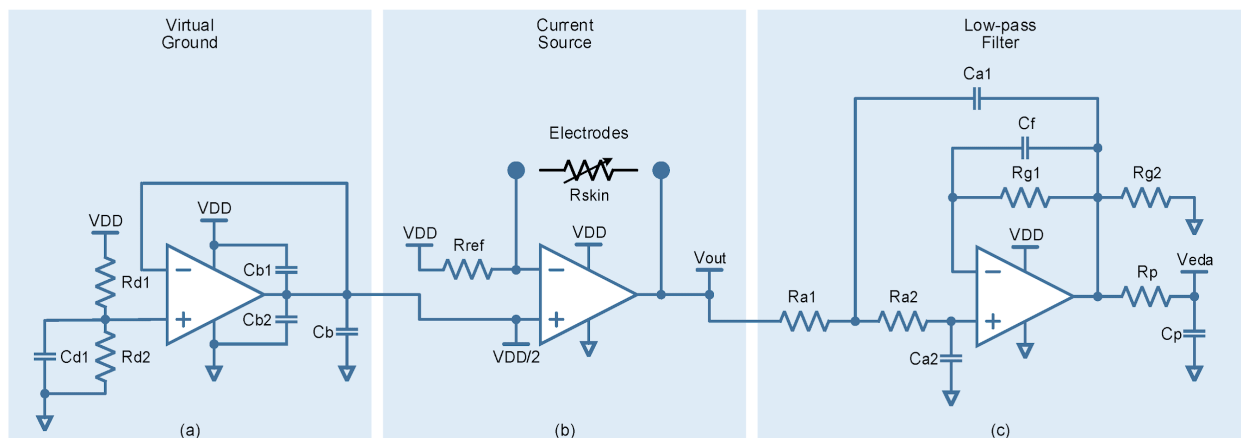 Virtual
Ground
VDD
VDD
Rd1
Cb1
Cb2
Cb
Cd1
Rd2
−
+
(a)
Current
Source
Electrodes
Rskin
VDD
Rref
VDD
Vout
−
+
VDD/2
(b)
Low-pass
Filter
Ca1
Cf
Rg1
Rg2
VDD
Ra1
Ra2
−
+
Rp
Veda
Ca2
Cp
(c)